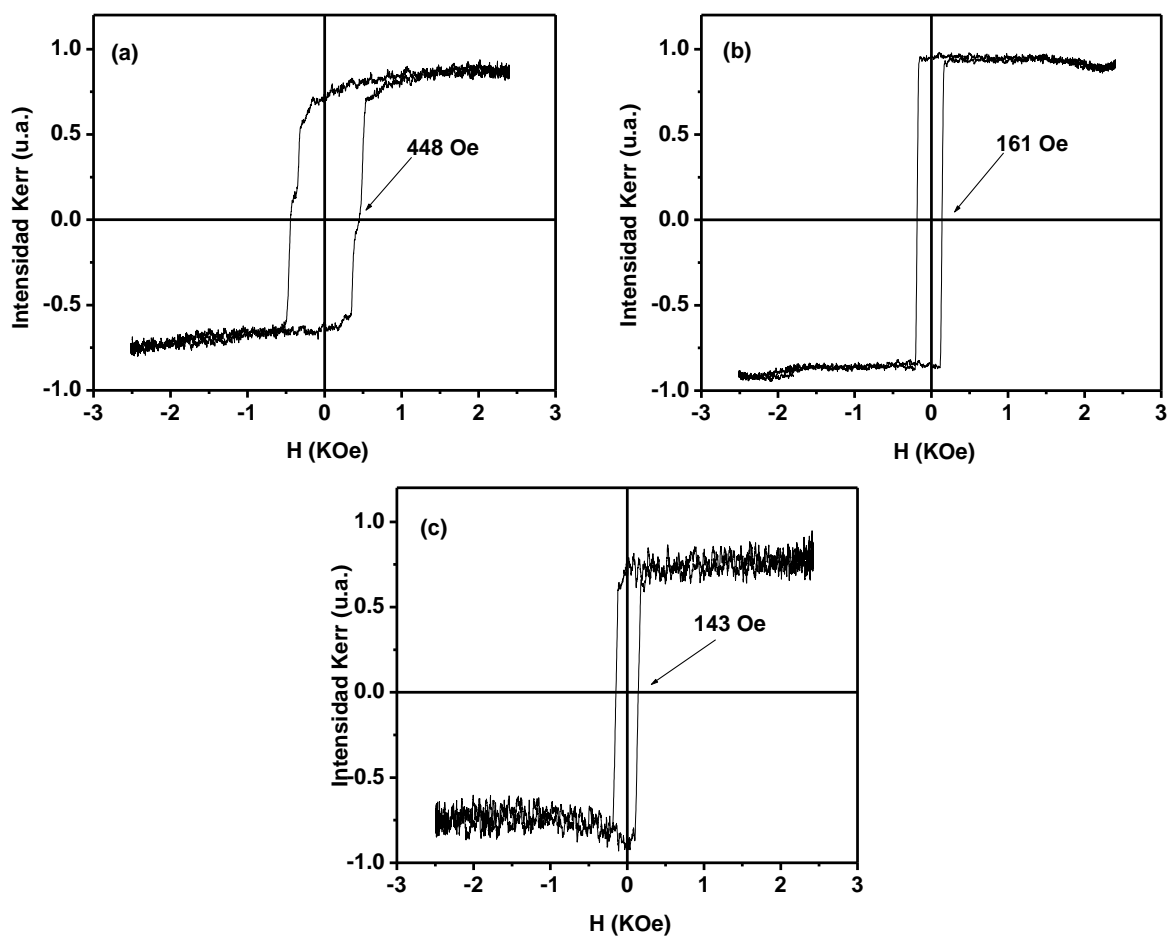 (a)
1.0
0.5
0.0
-0.5
-1.0
Intensidad Kerr (u.a.)
448 Oe
-3 -2 -1 0 1 2 3
H (KOe)
(b)
1.0
0.5
0.0
-0.5
-1.0
Intensidad Kerr (u.a.)
161 Oe
-3 -2 -1 0 1 2 3
H (KOe)
(c)
1.0
0.5
0.0
-0.5
-1.0
Intensidad Kerr (u.a.)
143 Oe
-3 -2 -1 0 1 2 3
H (KOe)